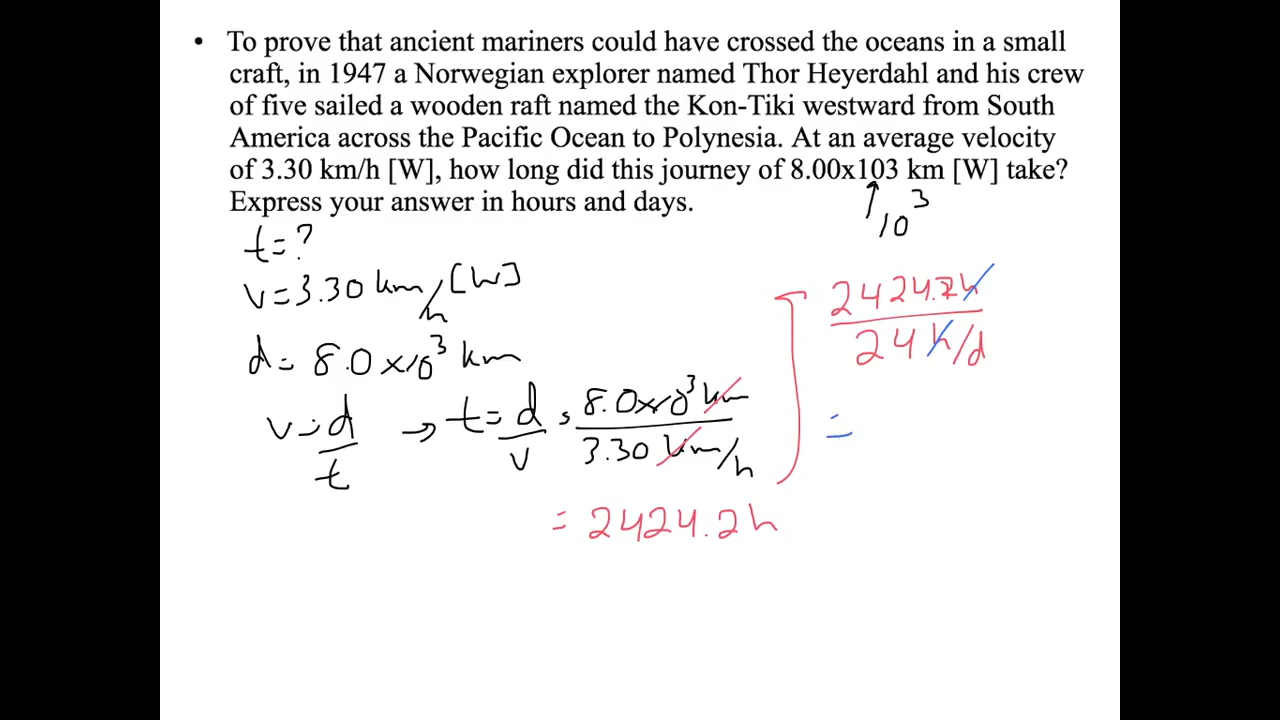 • To prove that ancient mariners could have crossed the oceans in a small
craft, in 1947 a Norwegian explorer named Thor Heyerdahl and his crew
of five sailed a wooden raft named the Kon-Tiki westward from South
America across the Pacific Ocean to Polynesia. At an average velocity
of 3.30 km/h [W], how long did this journey of 8.00x103 km [W] take?
Express your answer in hours and days.
↑ 10³
t = ?
v = 3.30 km/h [W]
d = 8.0 x 10³ km
v = d/t → t = d/v = 8.0 x 10³ km / 3.30 km/h
= 2424.2 h
2424.2 h / 24 h/d
=